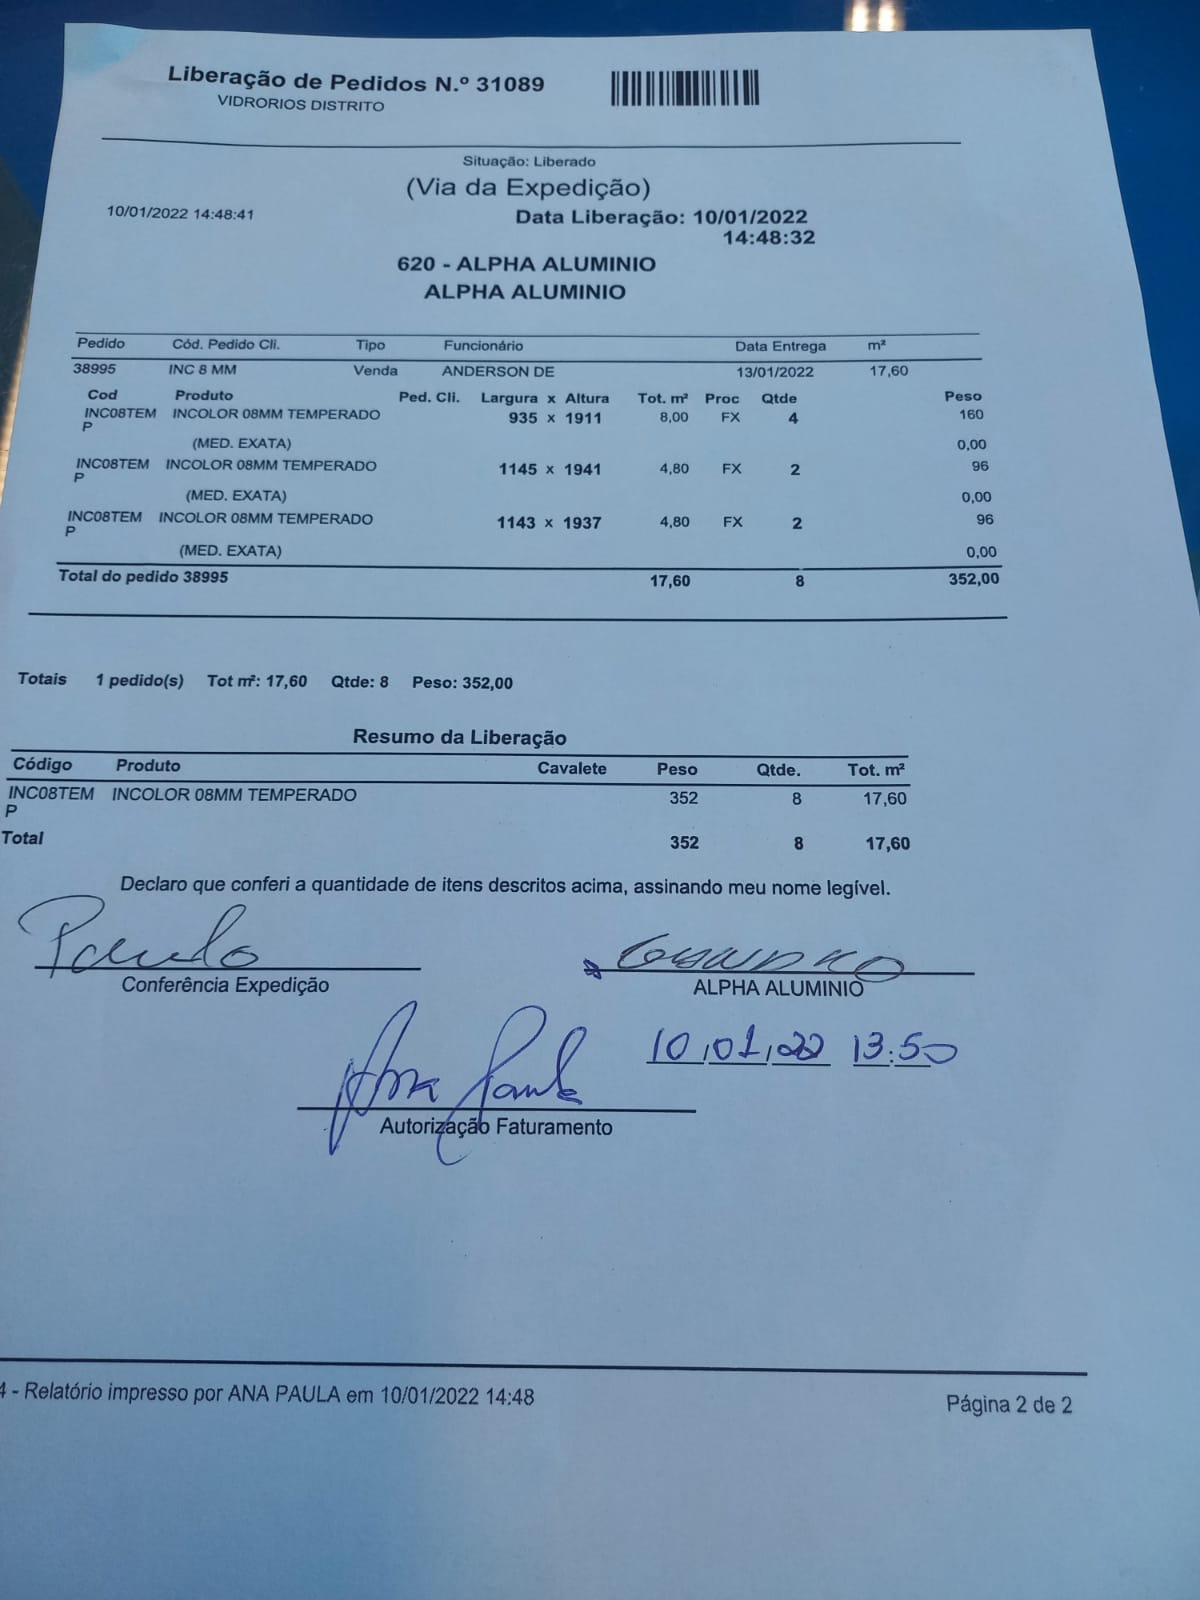 Liberação de Pedidos N.º 31089
VIDRORIOS DISTRITO
Situação: Liberado
(Via da Expedição)
10/01/2022 14:48:41 Data Liberação: 10/01/2022
14:48:32
620 - ALPHA ALUMINIO
ALPHA ALUMINIO
Pedido Cód. Pedido Cli. Tipo Funcionário Data Entrega m²
38995 INC 8 MM Venda ANDERSON DE 13/01/2022 17,60
Cod Produto Ped. Cli. Largura x Altura Tot. m² Proc Qtde Peso
INC08TEM INCOLOR 08MM TEMPERADO 935 x 1911 8,00 FX 4 160
P
(MED. EXATA) 0,00
INC08TEM INCOLOR 08MM TEMPERADO 1145 x 1941 4,80 FX 2 96
P
(MED. EXATA) 0,00
INC08TEM INCOLOR 08MM TEMPERADO 1143 x 1937 4,80 FX 2 96
P
(MED. EXATA) 0,00
Total do pedido 38995 17,60 8 352,00
Totais 1 pedido(s) Tot m²: 17,60 Qtde: 8 Peso: 352,00
Resumo da Liberação
Código Produto Cavalete Peso Qtde. Tot. m²
INC08TEM INCOLOR 08MM TEMPERADO 352 8 17,60
P
Total 352 8 17,60
Declaro que conferi a quantidade de itens descritos acima, assinando meu nome legível.
Paulo
Conferência Expedição ALPHA ALUMINIO
10/01/22 13:50
Ana Paula
Autorização Faturamento
4 - Relatório impresso por ANA PAULA em 10/01/2022 14:48 Página 2 de 2